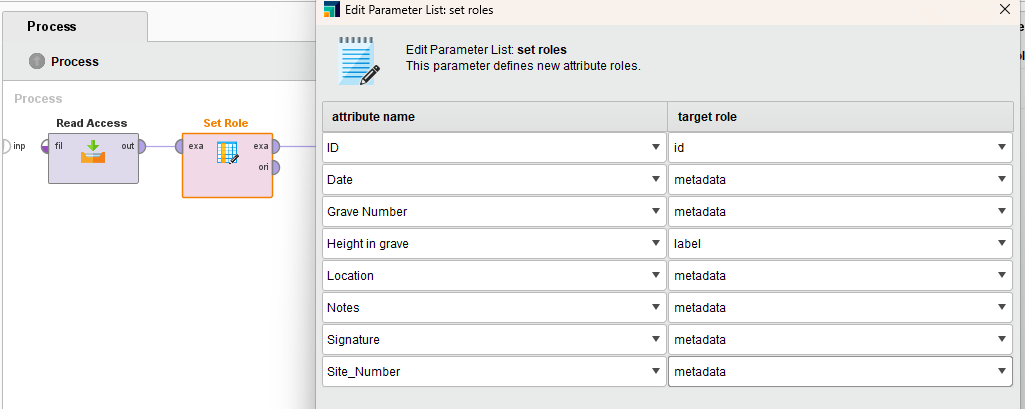 Process
Process
Process
Read Access
Set Role
inp
fil
out
exa
exa
ori
Edit Parameter List: set roles
Edit Parameter List: set roles
This parameter defines new attribute roles.
attribute name
target role
ID
id
Date
metadata
Grave Number
metadata
Height in grave
label
Location
metadata
Notes
metadata
Signature
metadata
Site_Number
metadata